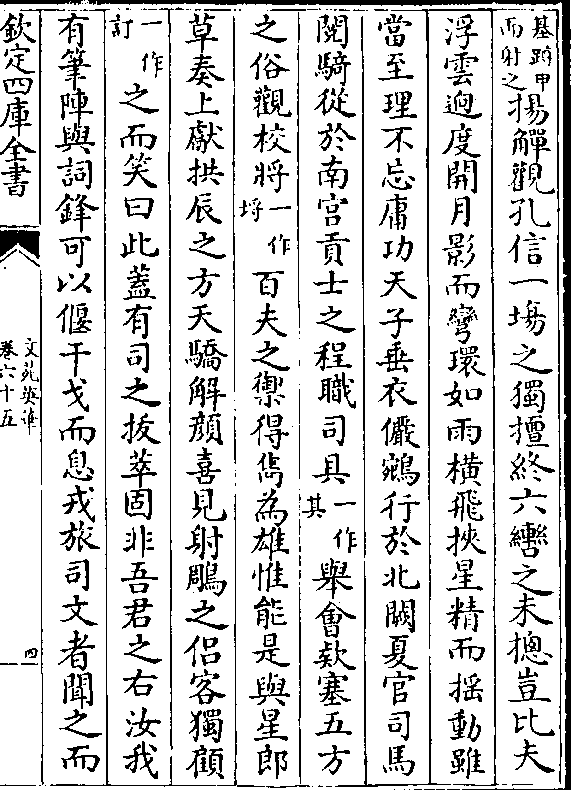 基蹲甲
而射之
揚觶觀孔信一塲之獨擅終六轡之未揔豈比夫
浮雲逈度開月影而彎環如雨橫飛挾星精而揺動雖
當至理不忘庸功天子垂衣儼鵷行於北闕夏官司馬
閱騎從於南宫貢士之程職司具一作其舉會欵塞五方
之俗觀校將一作埒百夫之禦得雋為雄惟能是與星郎
草奏上獻拱辰之方天驕解顔喜見射鵰之侣客獨顧
一作訂之而笑曰此葢有司之拔萃固非吾君之右汝我
有筆陣與詞鋒可以偃干戈而息戎旅司文者聞之而
欽定四庫全書
文苑英華
卷六十五
四